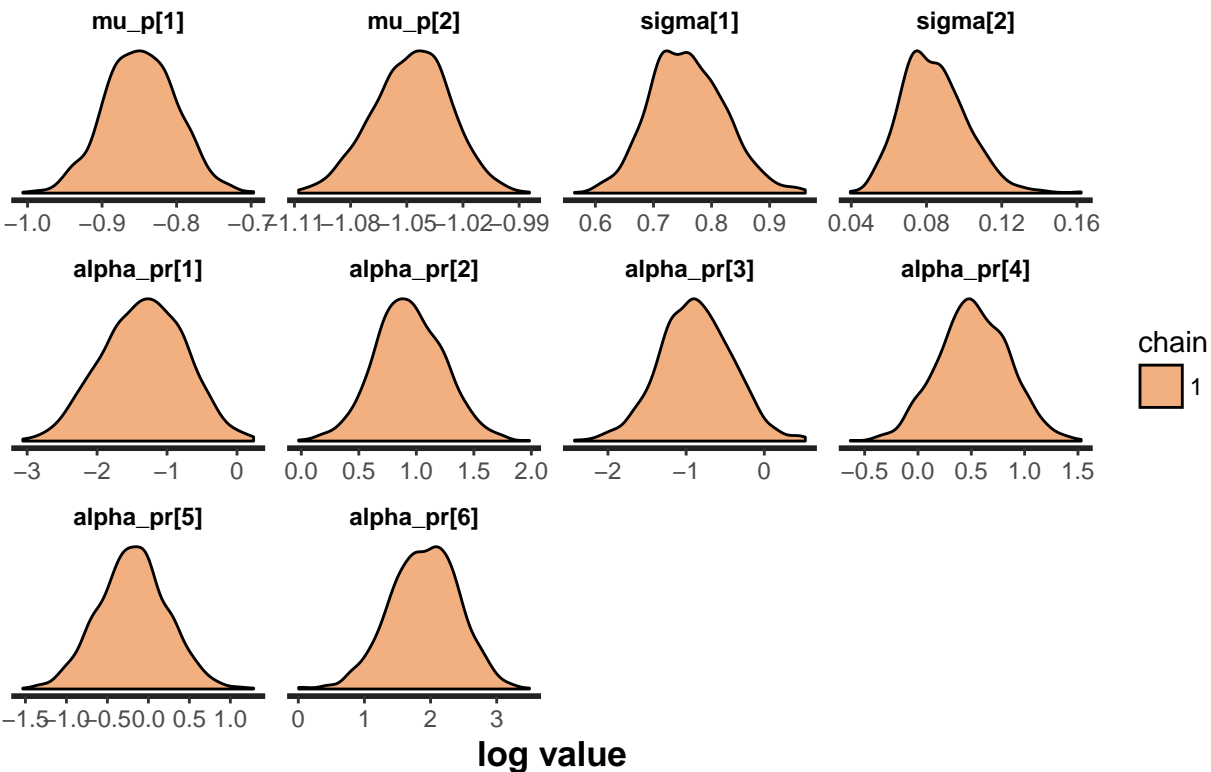 mu_p[1] mu_p[2] sigma[1] sigma[2]
−1.0 −0.9 −0.8 −0.7 −1.11 −1.08 −1.05 −1.02 −0.99 0.6 0.7 0.8 0.9 0.04 0.08 0.12 0.16
alpha_pr[1] alpha_pr[2] alpha_pr[3] alpha_pr[4]
−3 −2 −1 0 0.0 0.5 1.0 1.5 2.0 −2 −1 0 −0.5 0.0 0.5 1.0 1.5
chain
1
alpha_pr[5] alpha_pr[6]
−1.5 −1.0 −0.5 0.0 0.5 1.0 0 1 2 3
log value